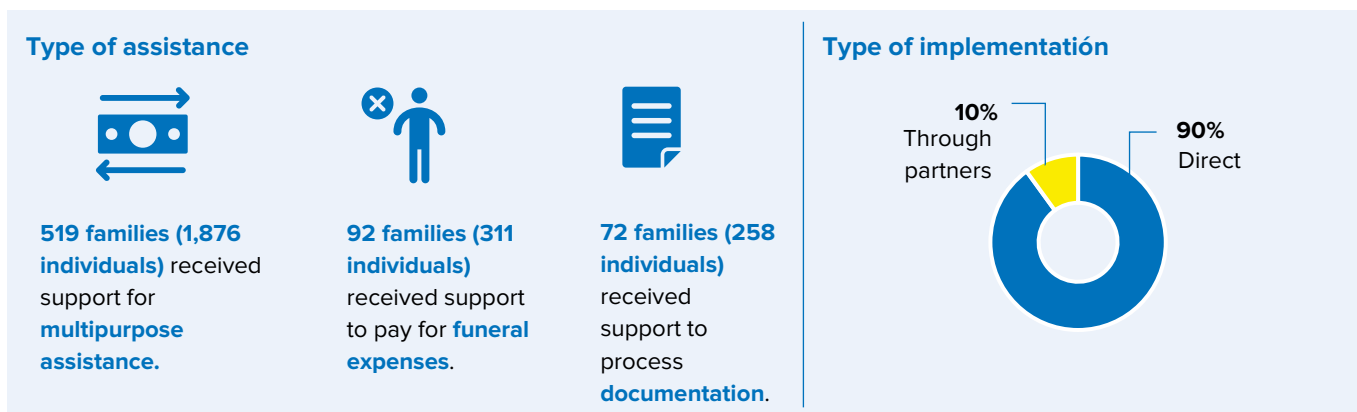 Type of assistance
519 families (1,876
individuals) received
support for
multipurpose
assistance.
92 families (311
individuals)
received support
to pay for funeral
expenses.
72 families (258
individuals)
received
support to
process
documentation.
Type of implementatión
10%
Through
partners
90%
Direct